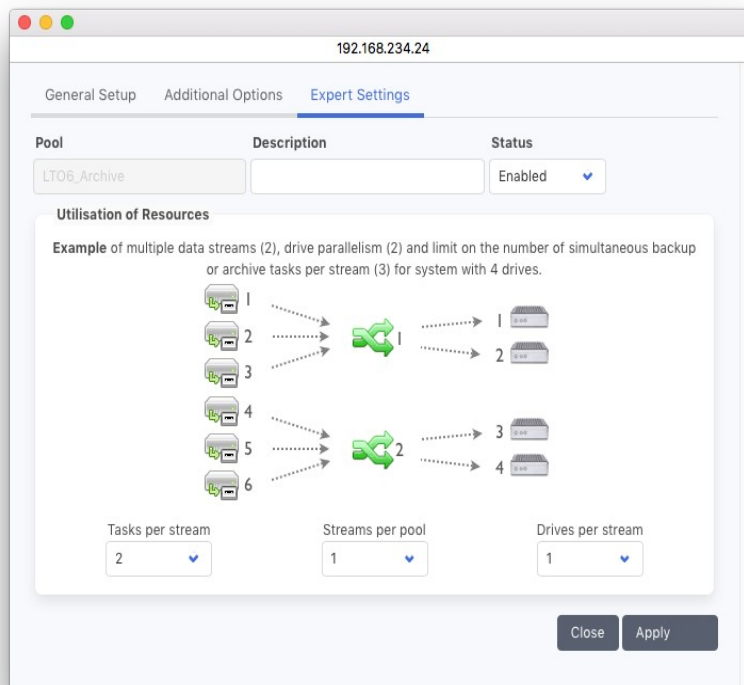 192.168.234.24
General Setup Additional Options Expert Settings
Pool Description Status
LTO6_Archive Enabled
Utilisation of Resources
Example of multiple data streams (2), drive parallelism (2) and limit on the number of simultaneous backup
or archive tasks per stream (3) for system with 4 drives.
1
2
3
1
1
2
4
5
6
2
3
4
Tasks per stream Streams per pool Drives per stream
2 1 1
Close Apply